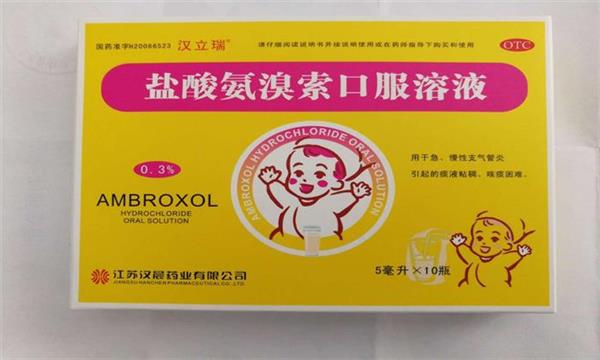 国药准字H20066523
汉立瑞®
请仔细阅读说明书并按说明使用或在药师指导下购买和使用
OTC
盐酸氨溴索口服溶液
0.3%
AMBROXOL
HYDROCHLORIDE
ORAL SOLUTION
AMBROXOL HYDROCHLORIDE ORAL SOLUTION
用于急、慢性支气管炎
引起的痰液粘稠、咳痰困难。
5毫升×10瓶
江苏汉晨药业有限公司
JIANGSU HANCHEN PHARMACEUTICAL CO., LTD.